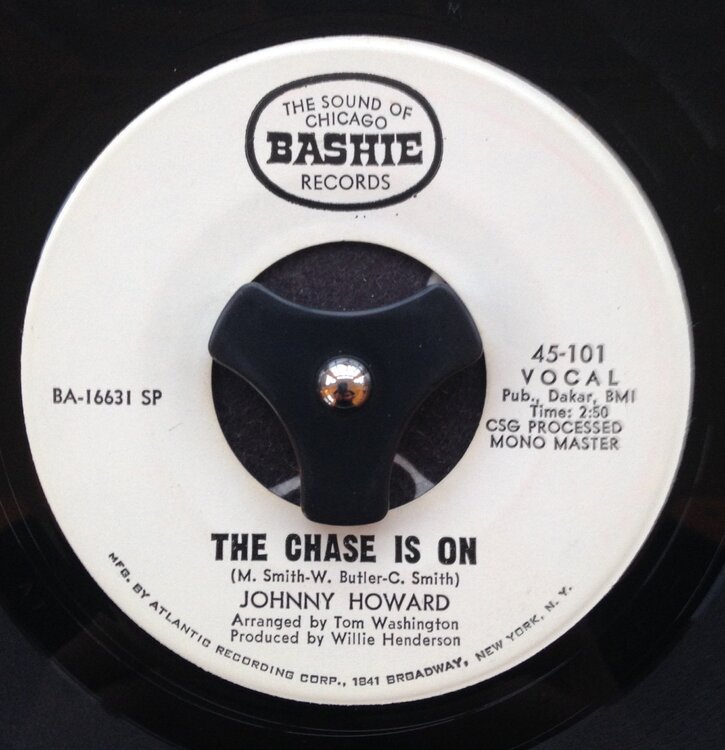 THE SOUND OF
CHICAGO
BASHIE
RECORDS
BA-16631 SP
45-101
VOCAL
Pub., Dakar, BMI
Time: 2:50
CSG PROCESSED
MONO MASTER
THE CHASE IS ON
(M. Smith-W. Butler-C. Smith)
JOHNNY HOWARD
Arranged by Tom Washington
Produced by Willie Henderson
MFG. BY ATLANTIC RECORDING CORP., 1841 BROADWAY, NEW YORK, N. Y.